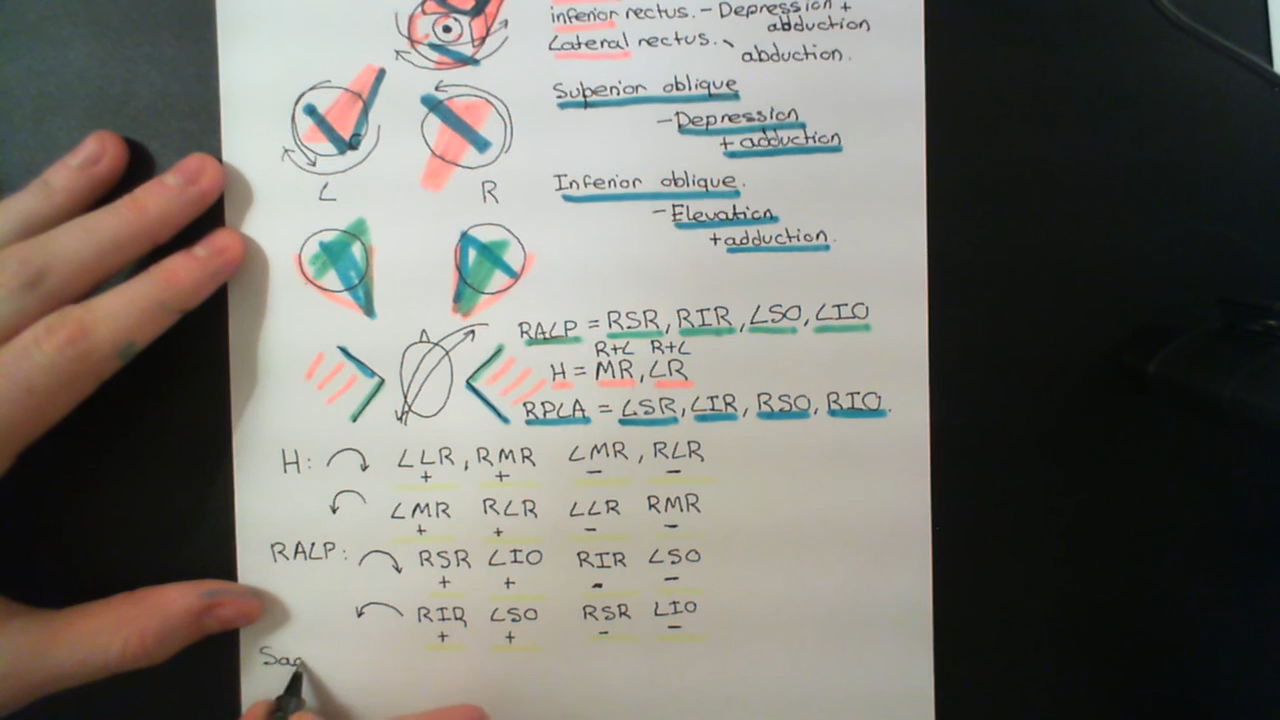 inferior rectus. - Depression +
abduction
Lateral rectus. - abduction.
Superior oblique
- Depression
+ adduction
Inferior oblique.
- Elevation
+ adduction.
L R
A
RALP = RSR, RIR, LSO, LIO
R+L R+L
H = MR, LR
RPLA = LSR, LIR, RSO, RIO.
H: LLR, RMR LMR, RLR
+ + - -
LMR RLR LLR RMR
+ + - -
RALP: RSR LIO RIR LSO
+ + - -
RIR LSO RSR LIO
+ + - -
Sag